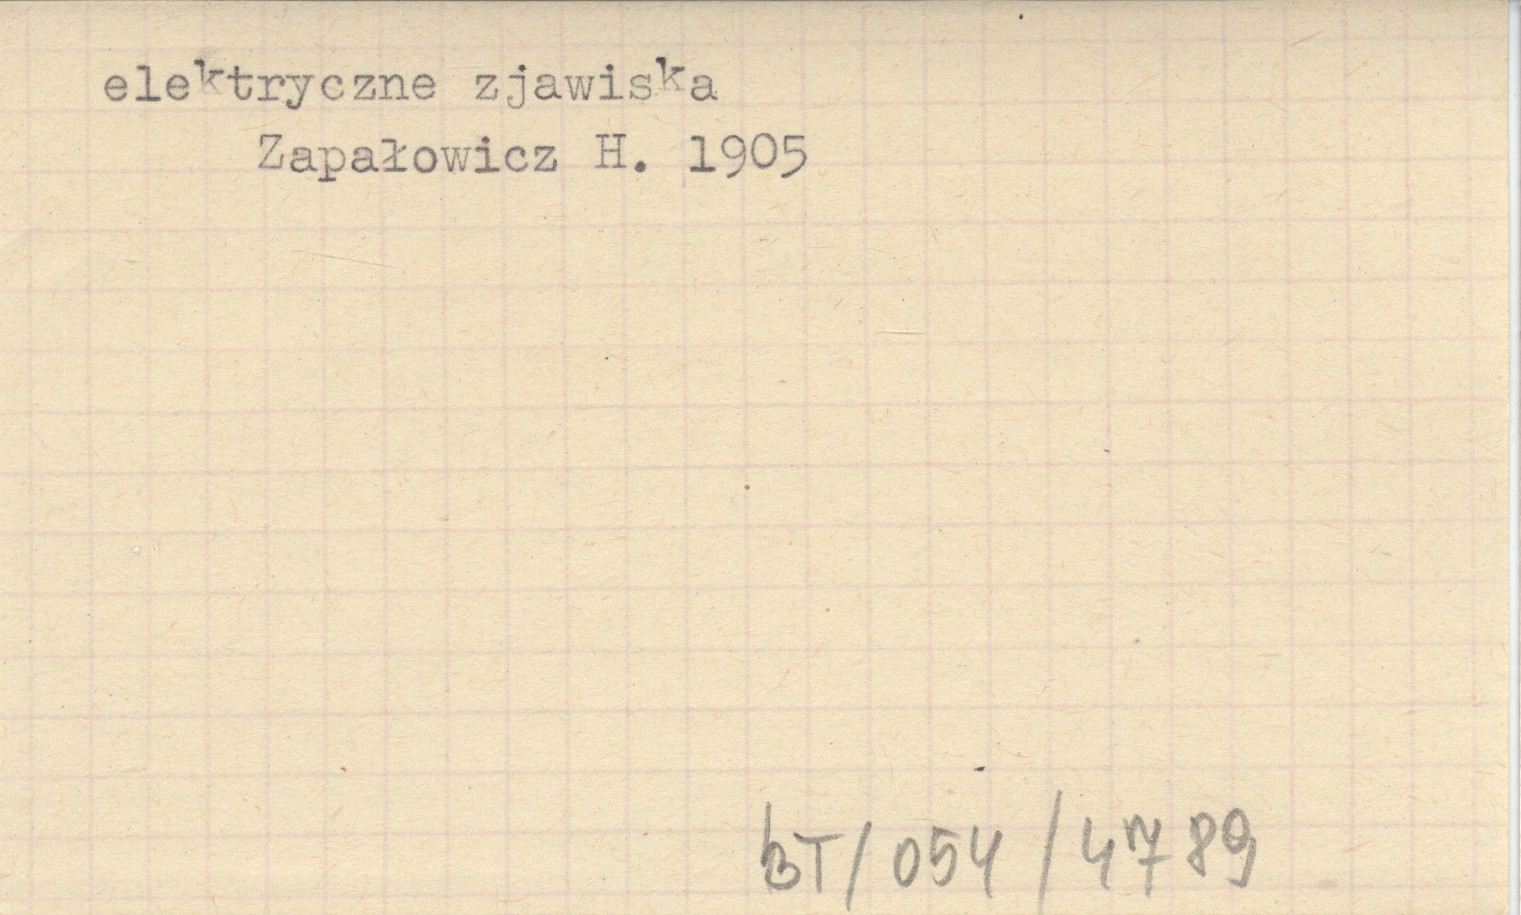 elektryczne zjawiska
Zapałowicz H. 1905
BT/054/4789